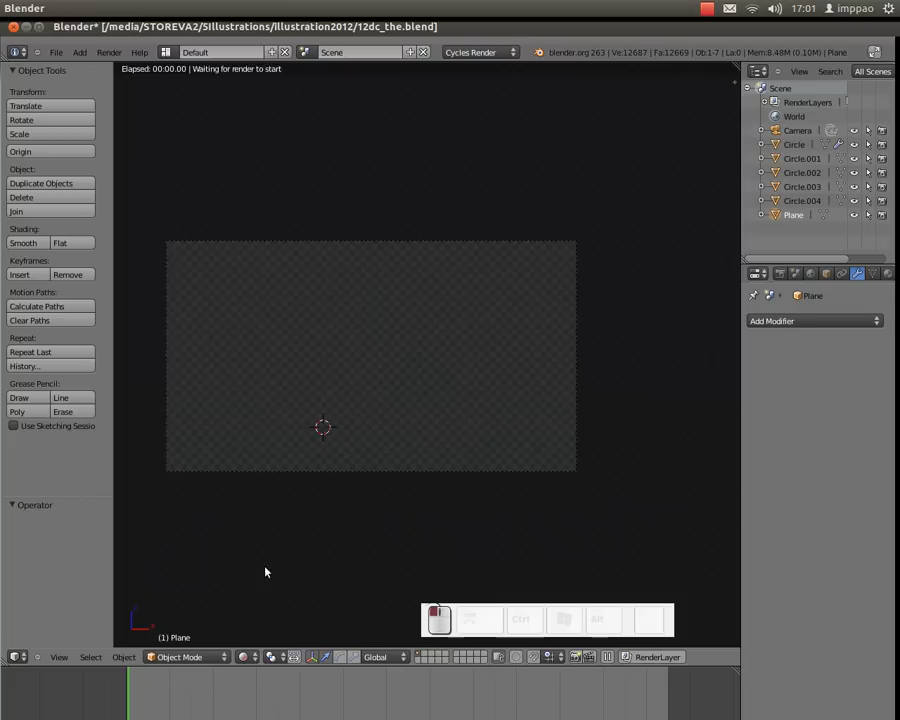 Blender
17:01 imppao
Blender* [/media/STOREVA2/SIllustrations/illustration2012/12dc_the.blend]
File Add Render Help Default Scene Cycles Render blender.org 263 | Ve:12687 | Fa:12669 | Ob:1-7 | La:0 | Mem:8.48M (0.10M) | Plane
Object Tools
Elapsed: 00:00.00 | Waiting for render to start
View Search All Scenes
Transform:
Translate
Rotate
Scale
Origin
Object:
Duplicate Objects
Delete
Join
Shading:
Smooth Flat
Keyframes:
Insert Remove
Motion Paths:
Calculate Paths
Clear Paths
Repeat:
Repeat Last
History...
Grease Pencil:
Draw Line
Poly Erase
Use Sketching Sessio
Operator
Scene
RenderLayers
World
Camera
Circle
Circle.001
Circle.002
Circle.003
Circle.004
Plane
Plane
Add Modifier
Ctrl Alt
(1) Plane
View Select Object Object Mode Global RenderLayer